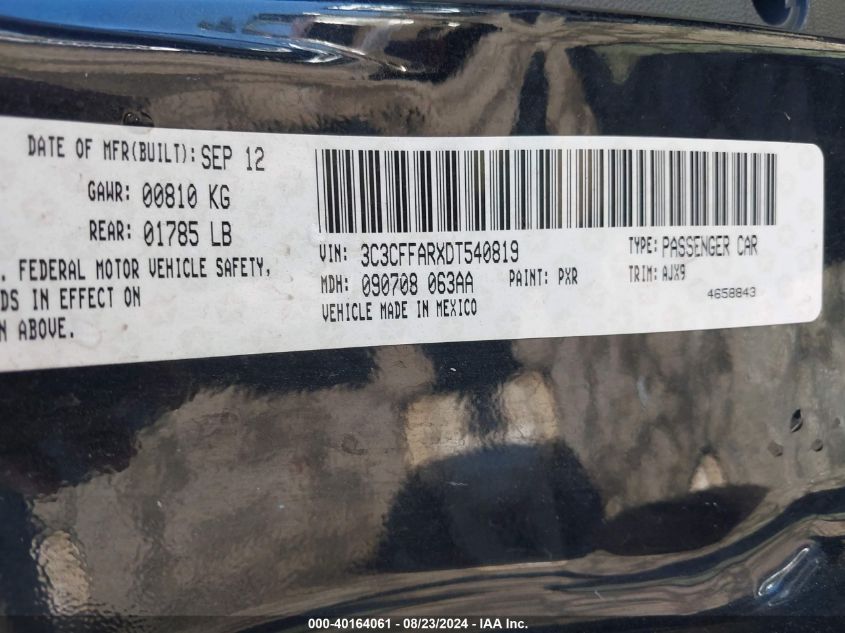 DATE OF MFR(BUILT): SEP 12
GAWR: 00810 KG
REAR: 01785 LB
. FEDERAL MOTOR VEHICLE SAFETY,
DS IN EFFECT ON
N ABOVE.
VIN: 3C3CFFARXDT540819
TYPE: PASSENGER CAR
MDH: 090708 063AA
PAINT: PXR
TRIM: AJX9
VEHICLE MADE IN MEXICO
4658843
000-40164061 - 08/23/2024 - IAA Inc.